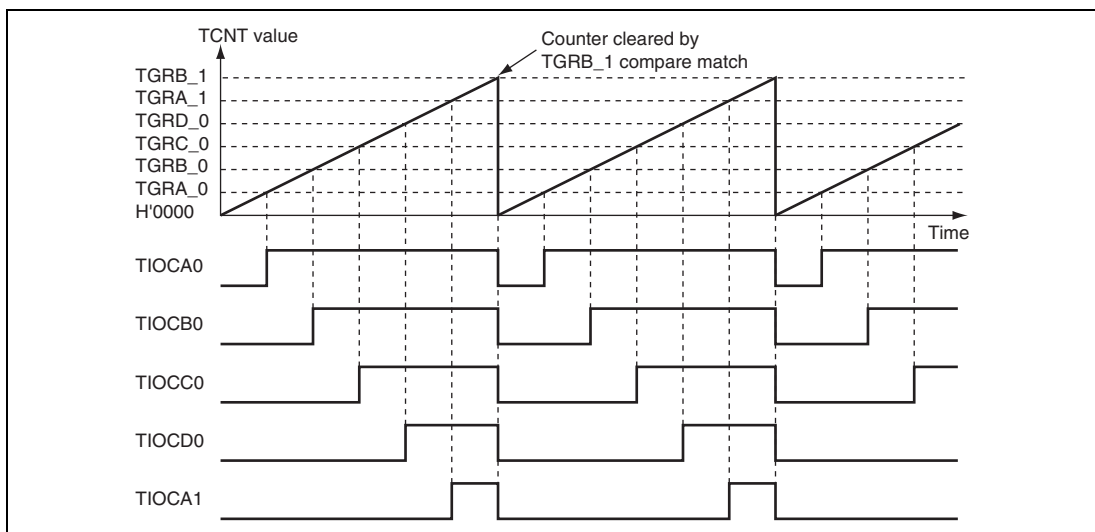 TCNT value
Counter cleared by
TGRB_1 compare match
TGRB_1
TGRA_1
TGRD_0
TGRC_0
TGRB_0
TGRA_0
H'0000
Time
TIOCA0
TIOCB0
TIOCC0
TIOCD0
TIOCA1